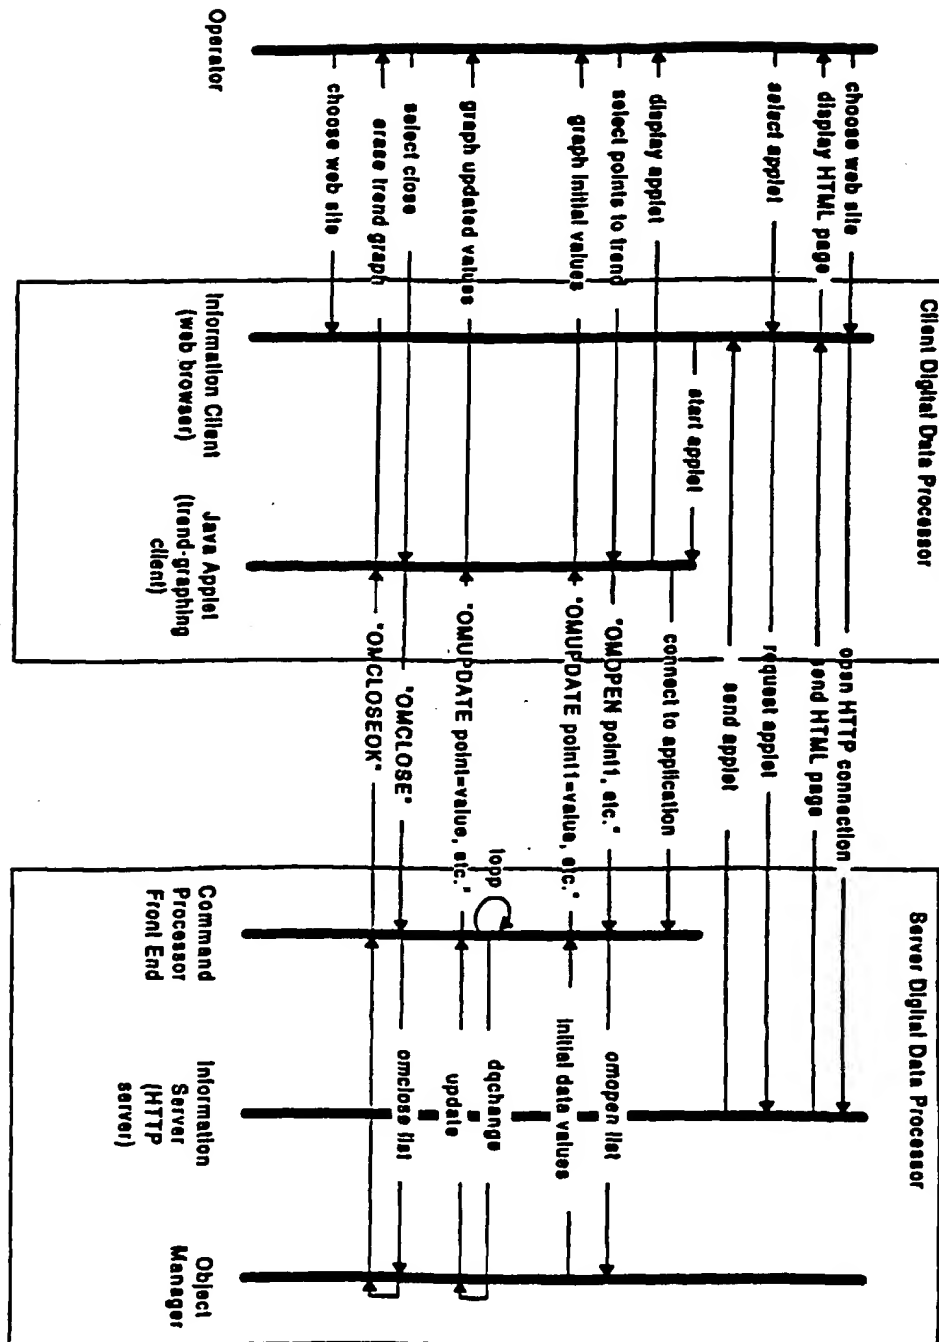 Client Digital Data Processor
Server Digital Data Processor
choose web site
open HTTP connection
display HTML page
send HTML page
select applet
request applet
send applet
start applet
connect to application
display applet
select points to trend
"OMOPEN point1, etc."
omopen list
graph initial values
"OMUPDATE point1=value, etc."
initial data values
loop
dqchange
graph updated values
"OMUPDATE point=value, etc."
update
select close
"OMCLOSE"
omclose list
erase trend graph
"OMCLOSEOK"
choose web site
Operator
Information Client
(web browser)
Java Applet
(trend-graphing
client)
Command
Processor
Front End
Information
Server
(HTTP
server)
Object
Manager